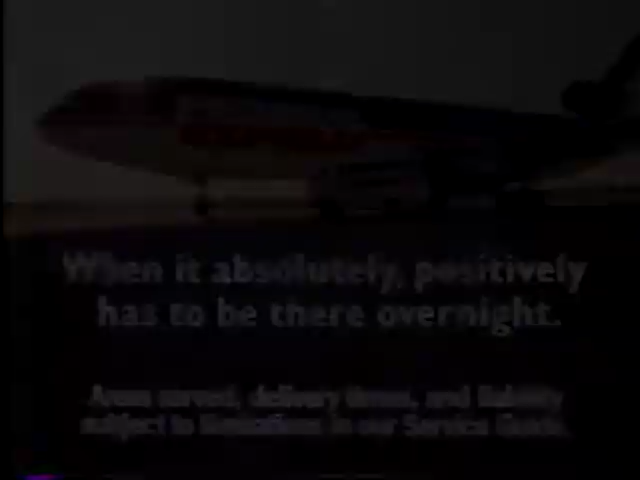 When it absolutely, positively
has to be there overnight.
Areas served, delivery times, and liability
subject to limitations in our Service Guide.